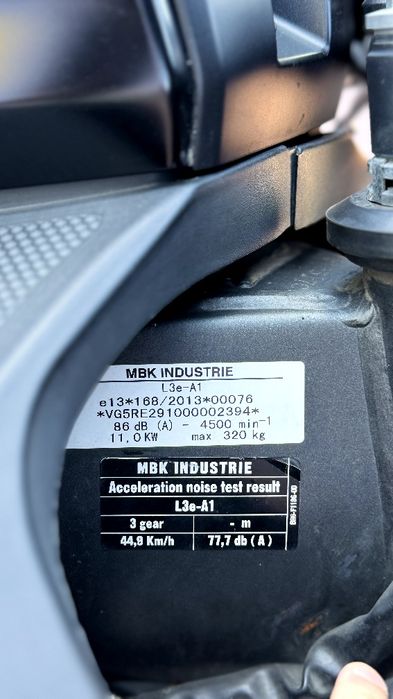 MBK INDUSTRIE
L3e-A1
e13*168/2013*00076
*VG5RE291000002394*
86 dB (A) - 4500 min⁻¹
11,0 KW max 320 kg
MBK INDUSTRIE
Acceleration noise test result
L3e-A1
3 gear - m
44,9 Km/h 77,7 db ( A )